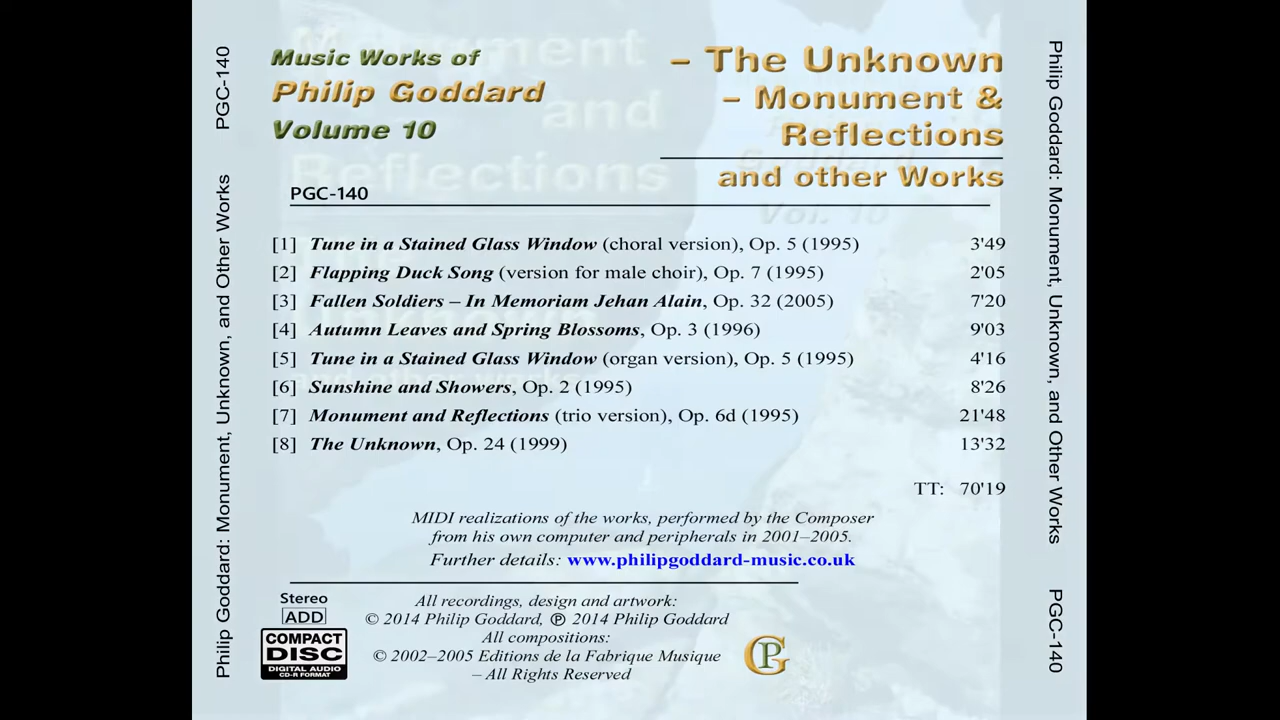 Philip Goddard: Monument, Unknown, and Other Works PGC-140
Music Works of
Philip Goddard
Volume 10
PGC-140
– The Unknown
– Monument &
Reflections
and other Works
[1] Tune in a Stained Glass Window (choral version), Op. 5 (1995) 3'49
[2] Flapping Duck Song (version for male choir), Op. 7 (1995) 2'05
[3] Fallen Soldiers – In Memoriam Jehan Alain, Op. 32 (2005) 7'20
[4] Autumn Leaves and Spring Blossoms, Op. 3 (1996) 9'03
[5] Tune in a Stained Glass Window (organ version), Op. 5 (1995) 4'16
[6] Sunshine and Showers, Op. 2 (1995) 8'26
[7] Monument and Reflections (trio version), Op. 6d (1995) 21'48
[8] The Unknown, Op. 24 (1999) 13'32
TT: 70'19
MIDI realizations of the works, performed by the Composer
from his own computer and peripherals in 2001–2005.
Further details: www.philipgoddard-music.co.uk
Stereo
ADD
COMPACT
DISC
DIGITAL AUDIO
CD-R FORMAT
All recordings, design and artwork:
© 2014 Philip Goddard, ℗ 2014 Philip Goddard
All compositions:
© 2002–2005 Editions de la Fabrique Musique
– All Rights Reserved
GP
Philip Goddard: Monument, Unknown, and Other Works PGC-140